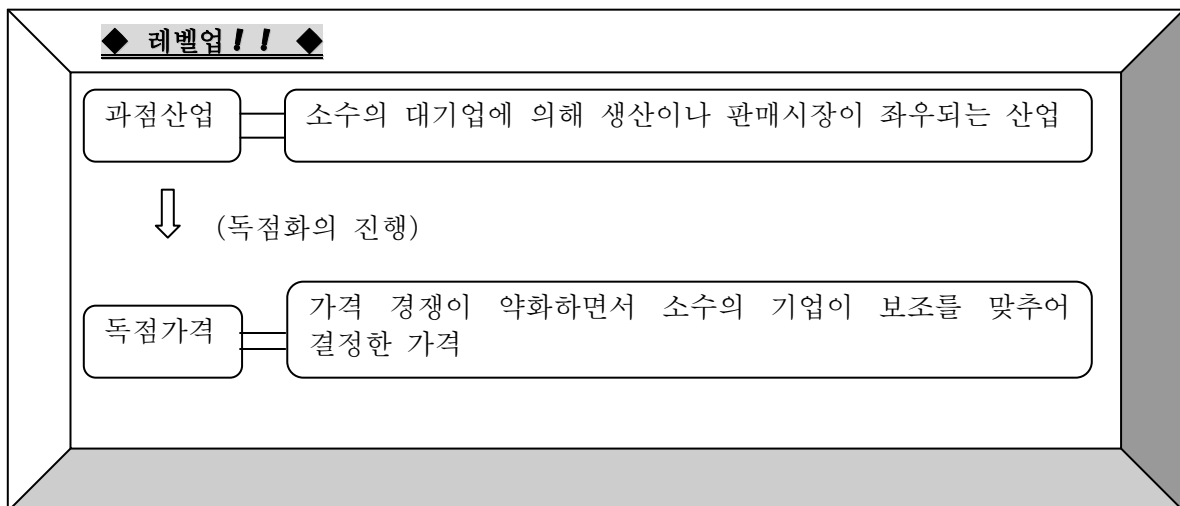 ◆ 레벨업!! ◆
과점산업
소수의 대기업에 의해 생산이나 판매시장이 좌우되는 산업
(독점화의 진행)
독점가격
가격 경쟁이 약화하면서 소수의 기업이 보조를 맞추어
결정한 가격